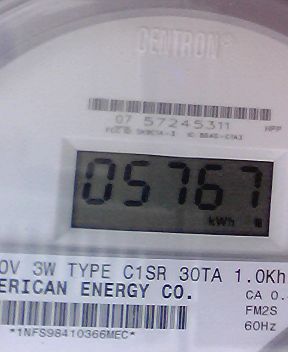 CENTRON®
07 57245311 HPP
05767
kWh
0V 3W TYPE C1SR 30TA 1.0Kh
ERICAN ENERGY CO. CA 0.
FM2S
*1NFS98410366MEC* 60Hz